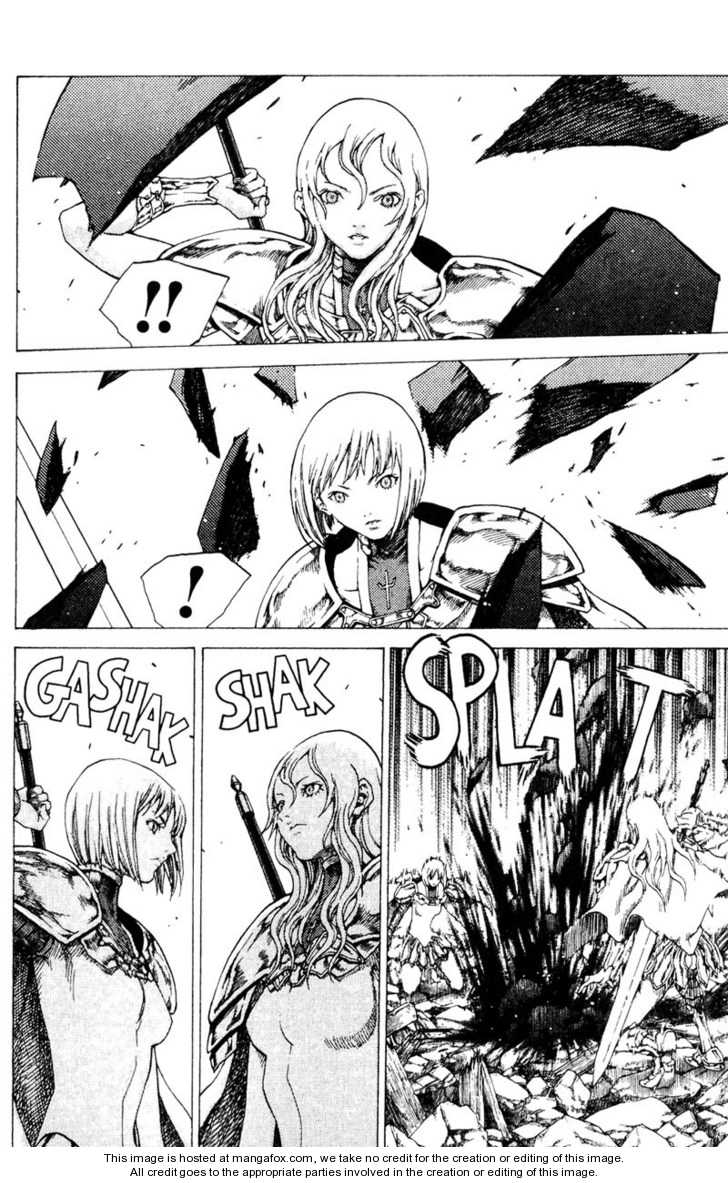 !!
!
GASHAK
SHAK
SPLAT
This image is hosted at mangafox.com, we take no credit for the creation or editing of this image.
All credit goes to the appropriate parties involved in the creation or editing of this image.